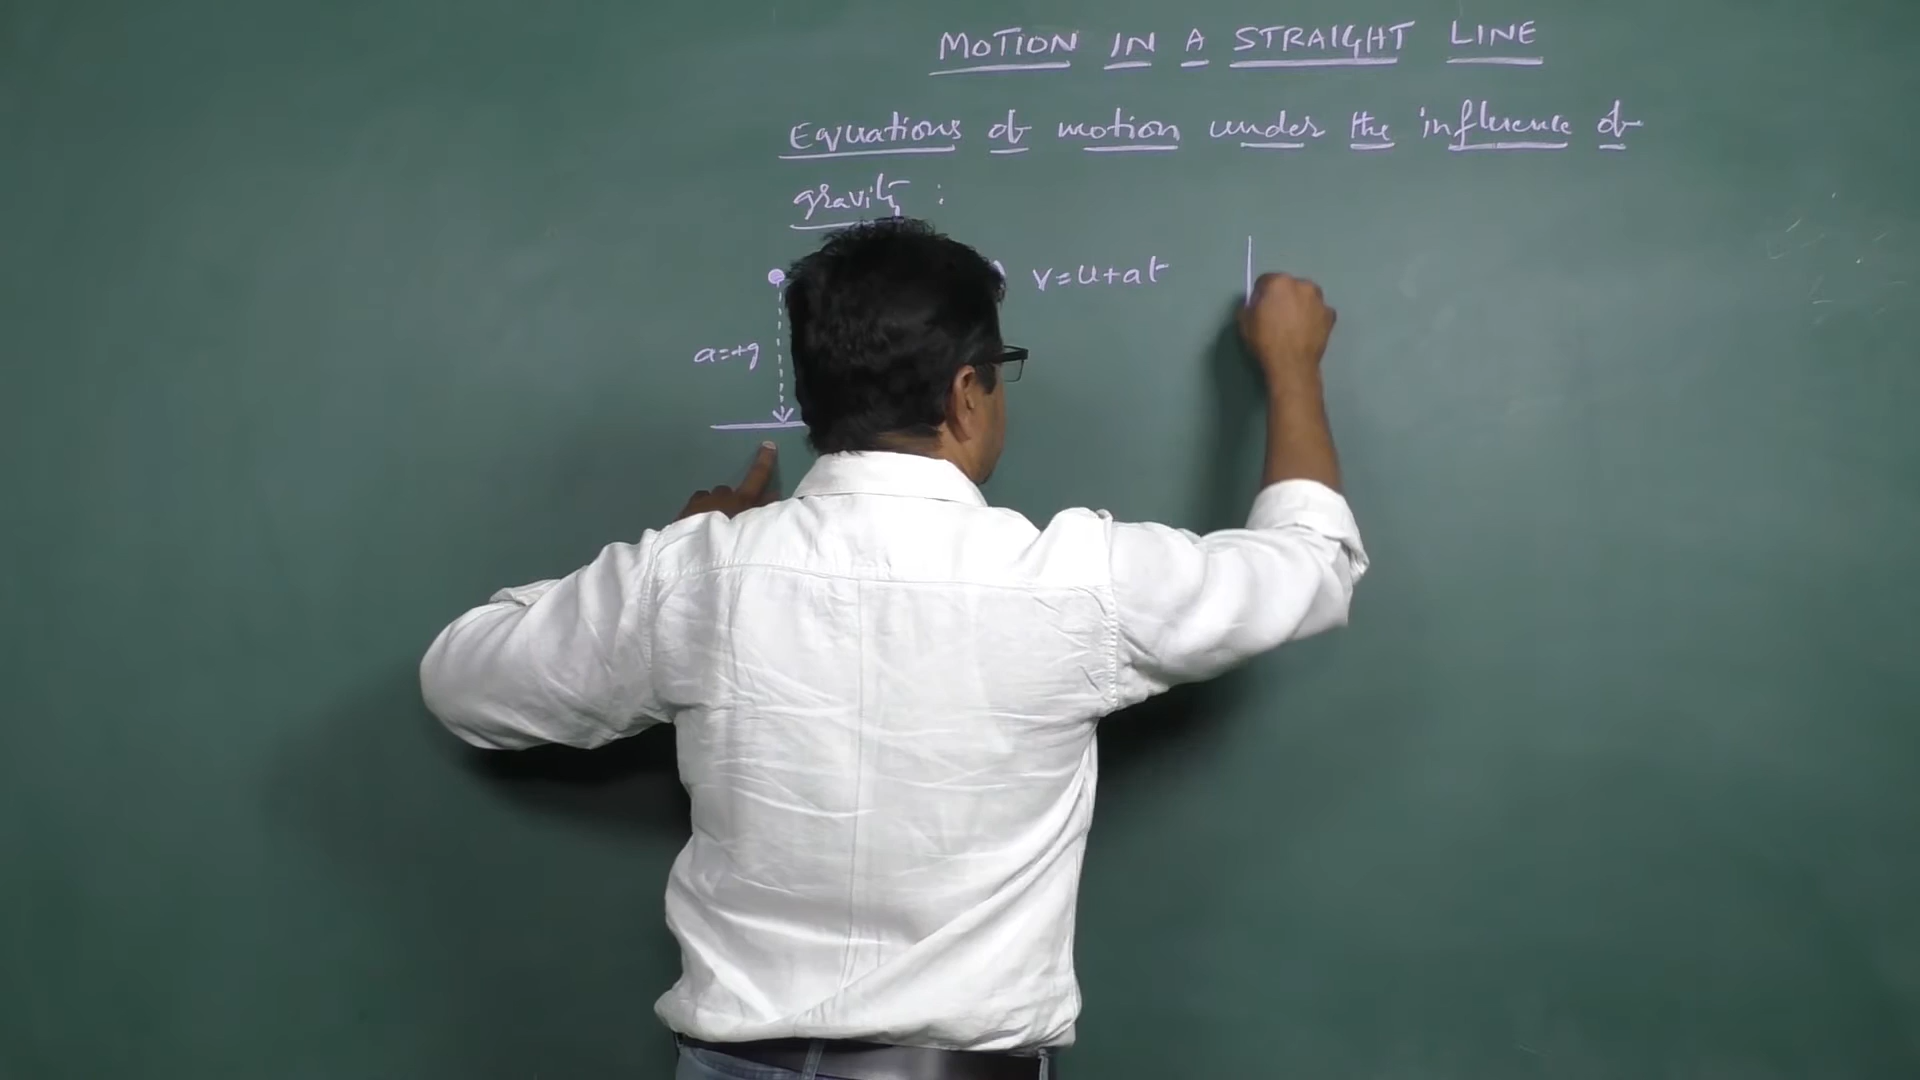 MOTION IN A STRAIGHT LINE
Equations of motion under the influence of
gravity :
) v=u+at
a=+g